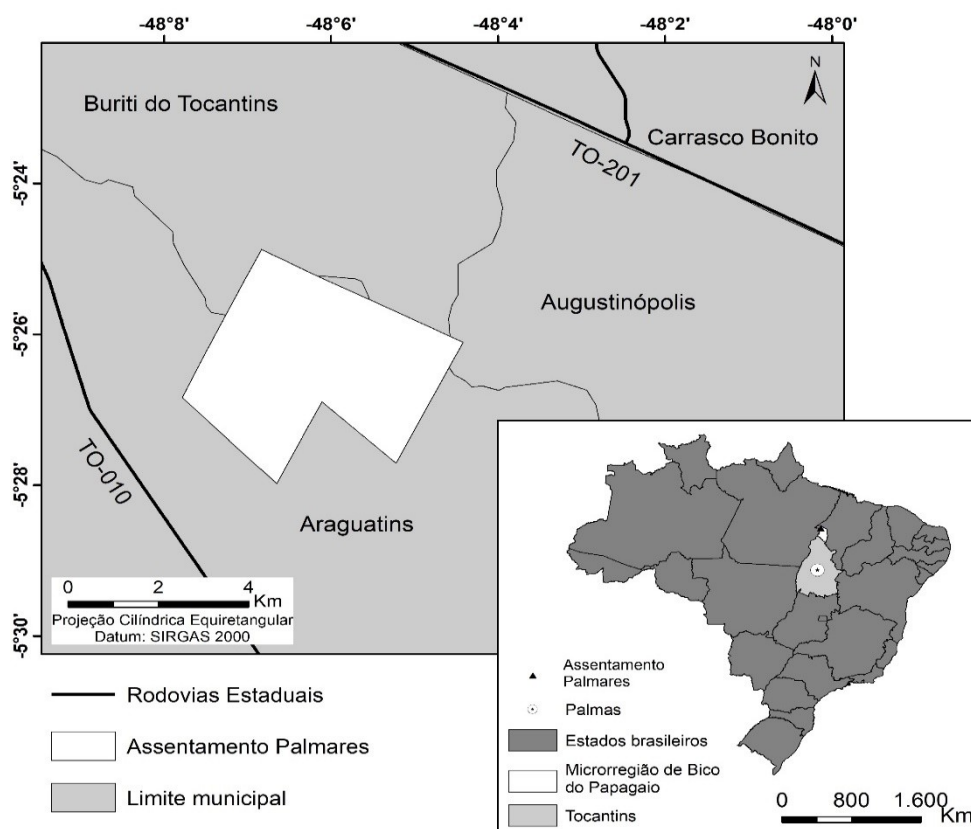 -48°8' -48°6' -48°4' -48°2' -48°0'
N
Buriti do Tocantins
Carrasco Bonito
TO-201
-5°24'
Augustinópolis
-5°26'
TO-010
-5°28'
Araguatins
0 2 4
Km
Projeção Cilíndrica Equiretangular
Datum: SIRGAS 2000
-5°30'
Rodovias Estaduais
Assentamento Palmares
Limite municipal
Assentamento
Palmares
Palmas
Estados brasileiros
Microrregião de Bico
do Papagaio
Tocantins
0 800 1.600
Km